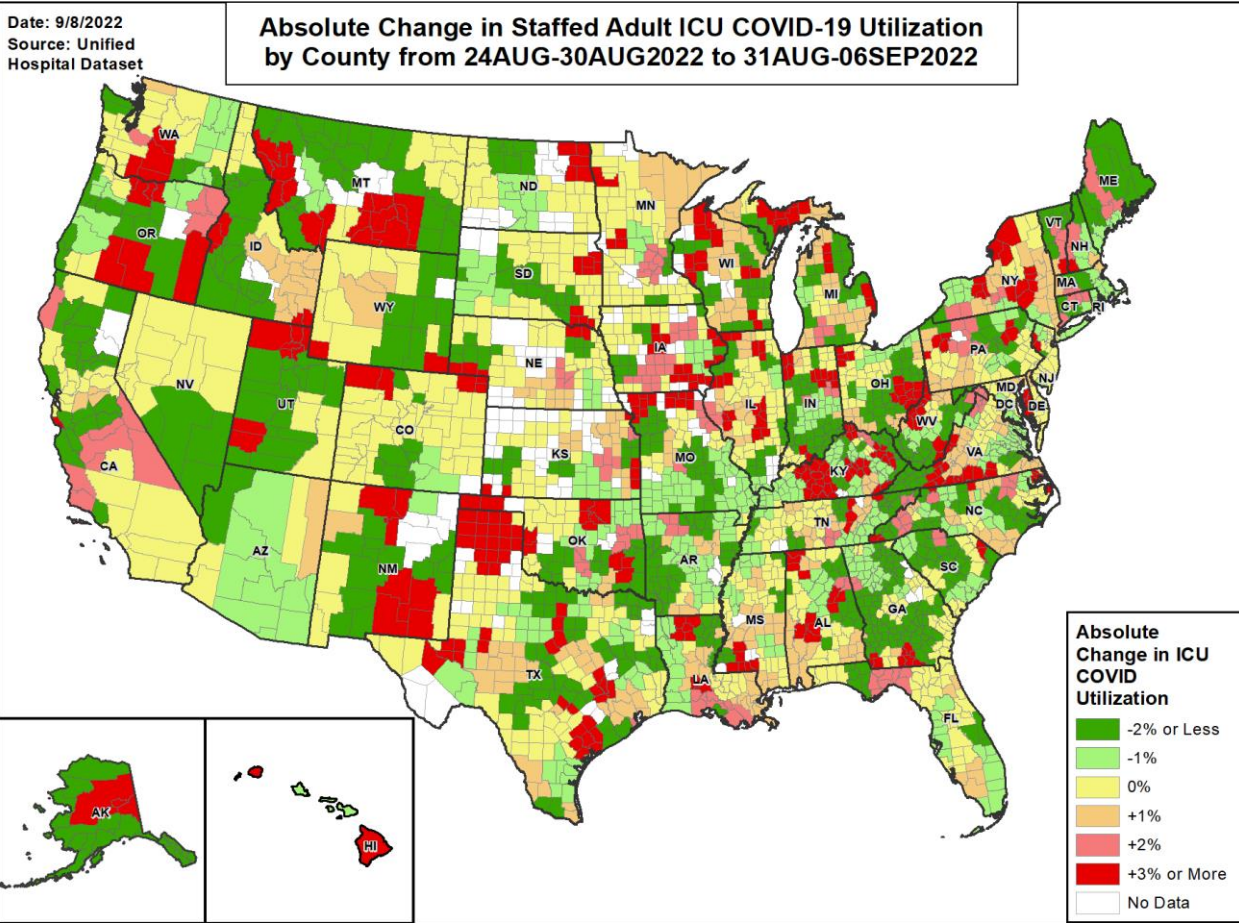 Date: 9/8/2022
Source: Unified
Hospital Dataset
Absolute Change in Staffed Adult ICU COVID-19 Utilization
by County from 24AUG-30AUG2022 to 31AUG-06SEP2022
WA
MT
ND
MN
ME
VT
NH
OR
ID
SD
WI
MI
NY
MA
CT
RI
WY
IA
PA
NJ
NE
OH
MD
DE
DC
NV
UT
CO
IL
IN
WV
VA
CA
KS
MO
KY
NC
TN
AZ
NM
OK
AR
SC
MS
AL
GA
TX
LA
FL
AK
HI
Absolute
Change in ICU
COVID
Utilization
-2% or Less
-1%
0%
+1%
+2%
+3% or More
No Data